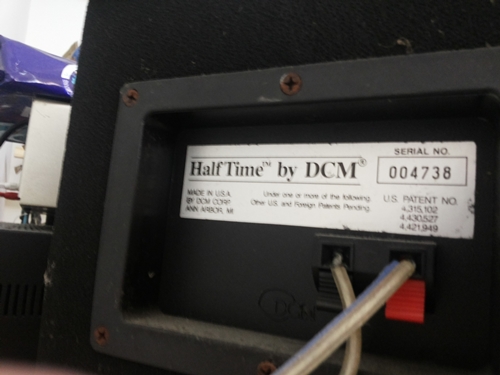 HalfTime™ by DCM®
SERIAL NO.
004738
MADE IN U.S.A.
BY DCM CORP.
ANN ARBOR, MI
Under one or more of the following
Other U.S. and Foreign Patents Pending.
U.S. PATENT NO.
4,315,102
4,430,527
4,421,949
DCM